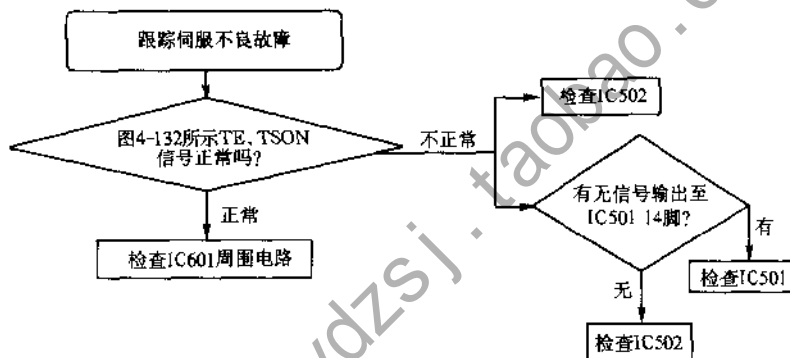 跟踪伺服不良故障
图4-132所示TE、TSON
信号正常吗?
不正常
正常
检查IC601周围电路
检查IC502
有无信号输出至
IC501 14脚?
有
检查IC501
无
检查IC502
ydzsj.taobao.c